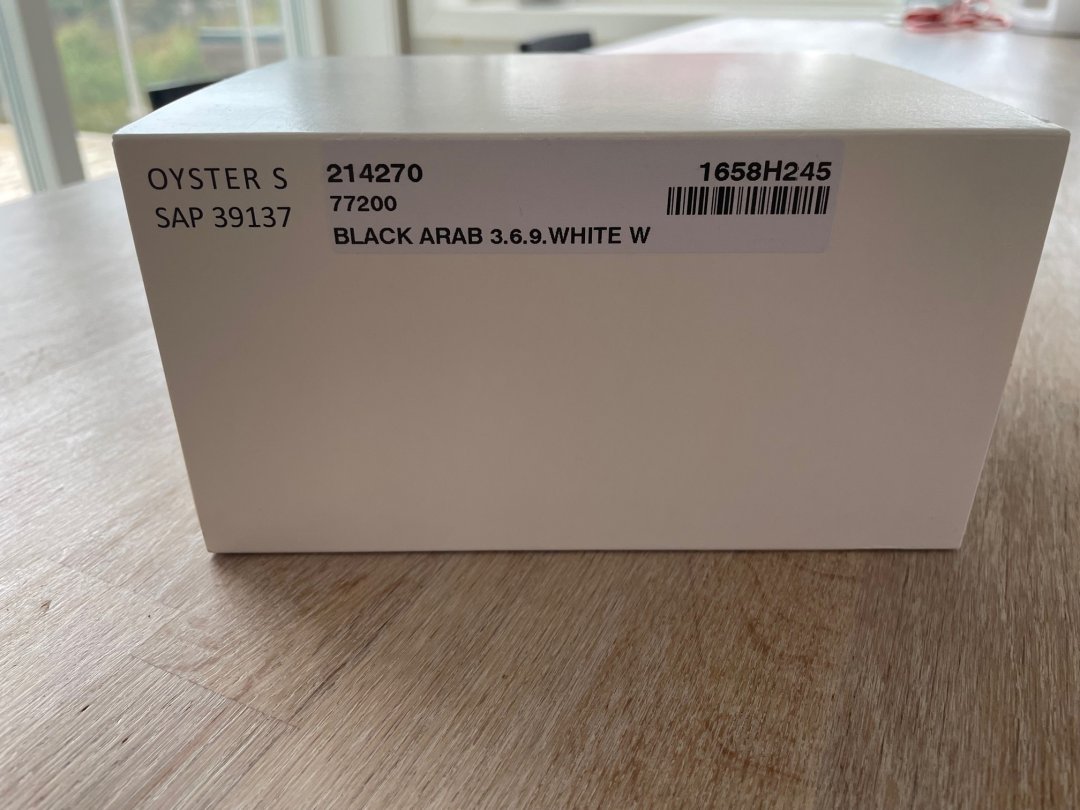 OYSTER S
SAP 39137
214270
77200
BLACK ARAB 3.6.9.WHITE W
1658H245